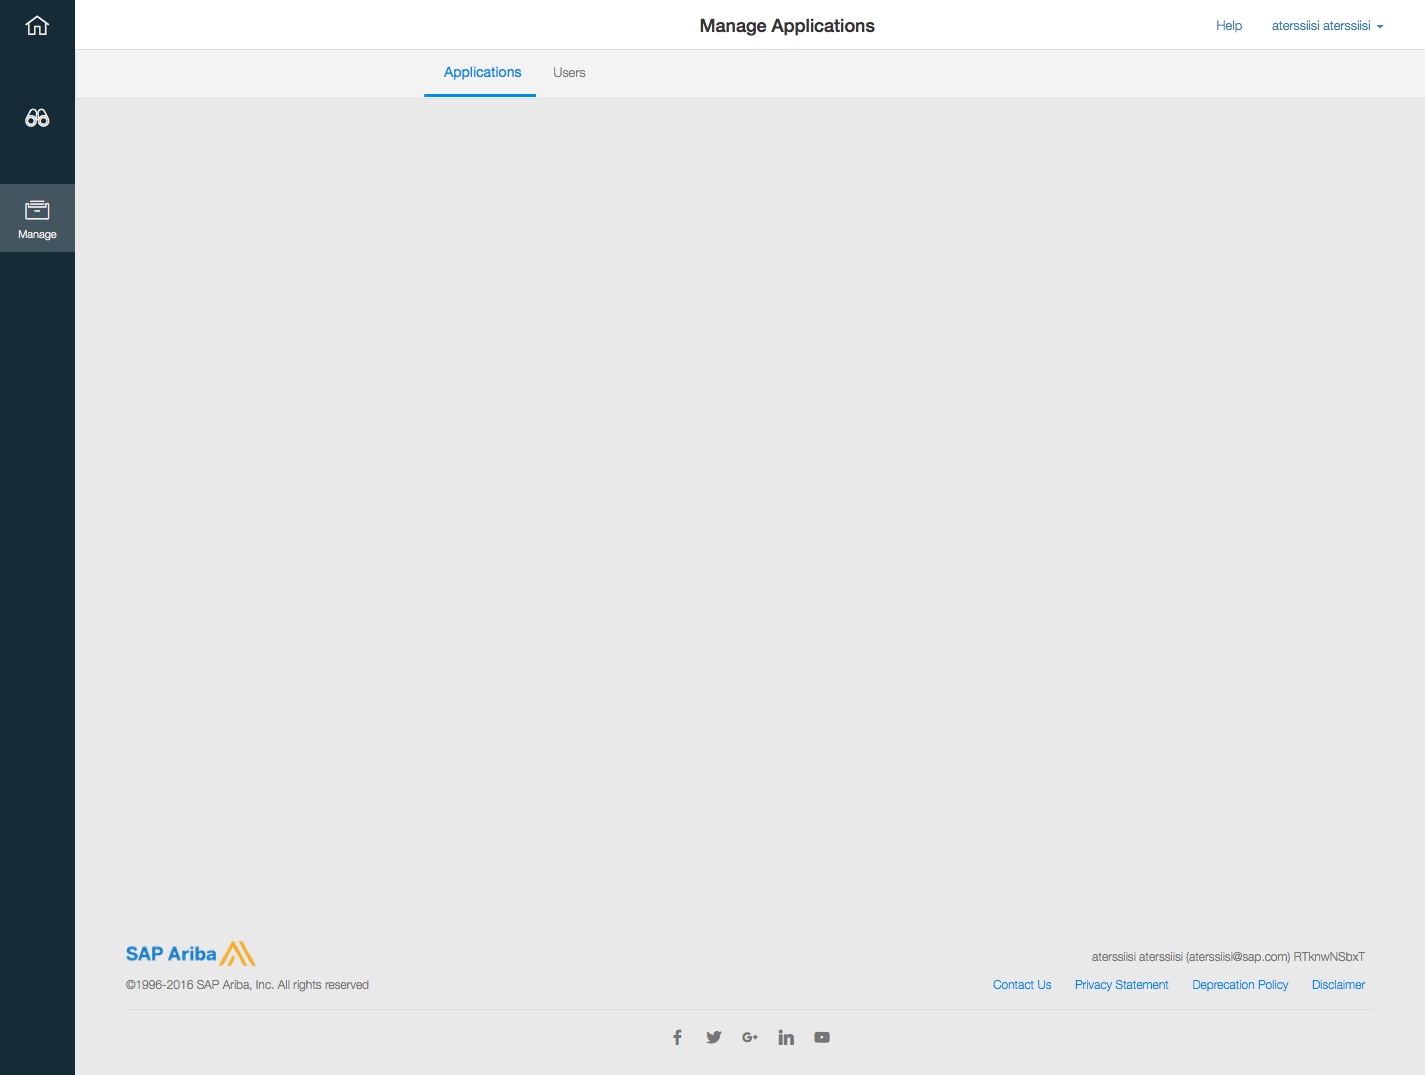 Manage Applications
Help
aterssiisi aterssiisi
Applications
Users
Manage
SAP Ariba
aterssiisi aterssiisi (aterssiisi@sap.com) RTknwNSbxT
©1996-2016 SAP Ariba, Inc. All rights reserved
Contact Us
Privacy Statement
Deprecation Policy
Disclaimer